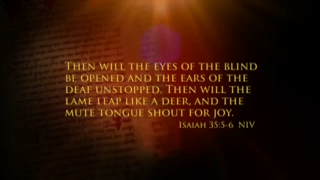 Then will the eyes of the blind
be opened and the ears of the
deaf unstopped. Then will the
lame leap like a deer, and the
mute tongue shout for joy.
Isaiah 35:5-6 NIV